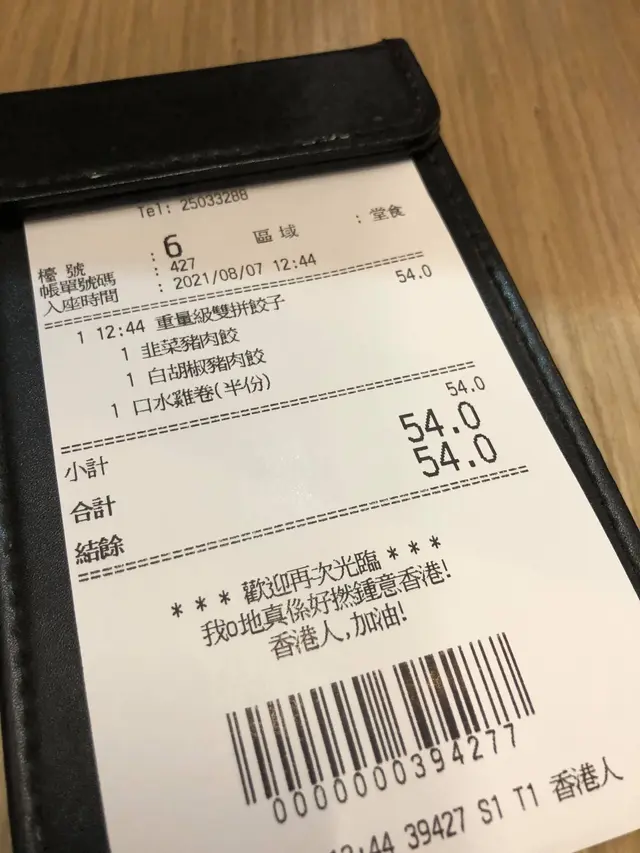 Tel: 25033288
檯號 : 6 區域 : 堂食
帳單號碼 : 427
入座時間 : 2021/08/07 12:44
1 12:44 重量級雙拼餃子 54.0
1 韭菜豬肉餃
1 白胡椒豬肉餃
1 口水雞卷(半份)
小計 54.0
合計 54.0
結餘 54.0
*** 歡迎再次光臨 ***
我o地真係好撚鍾意香港!
香港人,加油!
0000000394277
12:44 39427 S1 T1 香港人